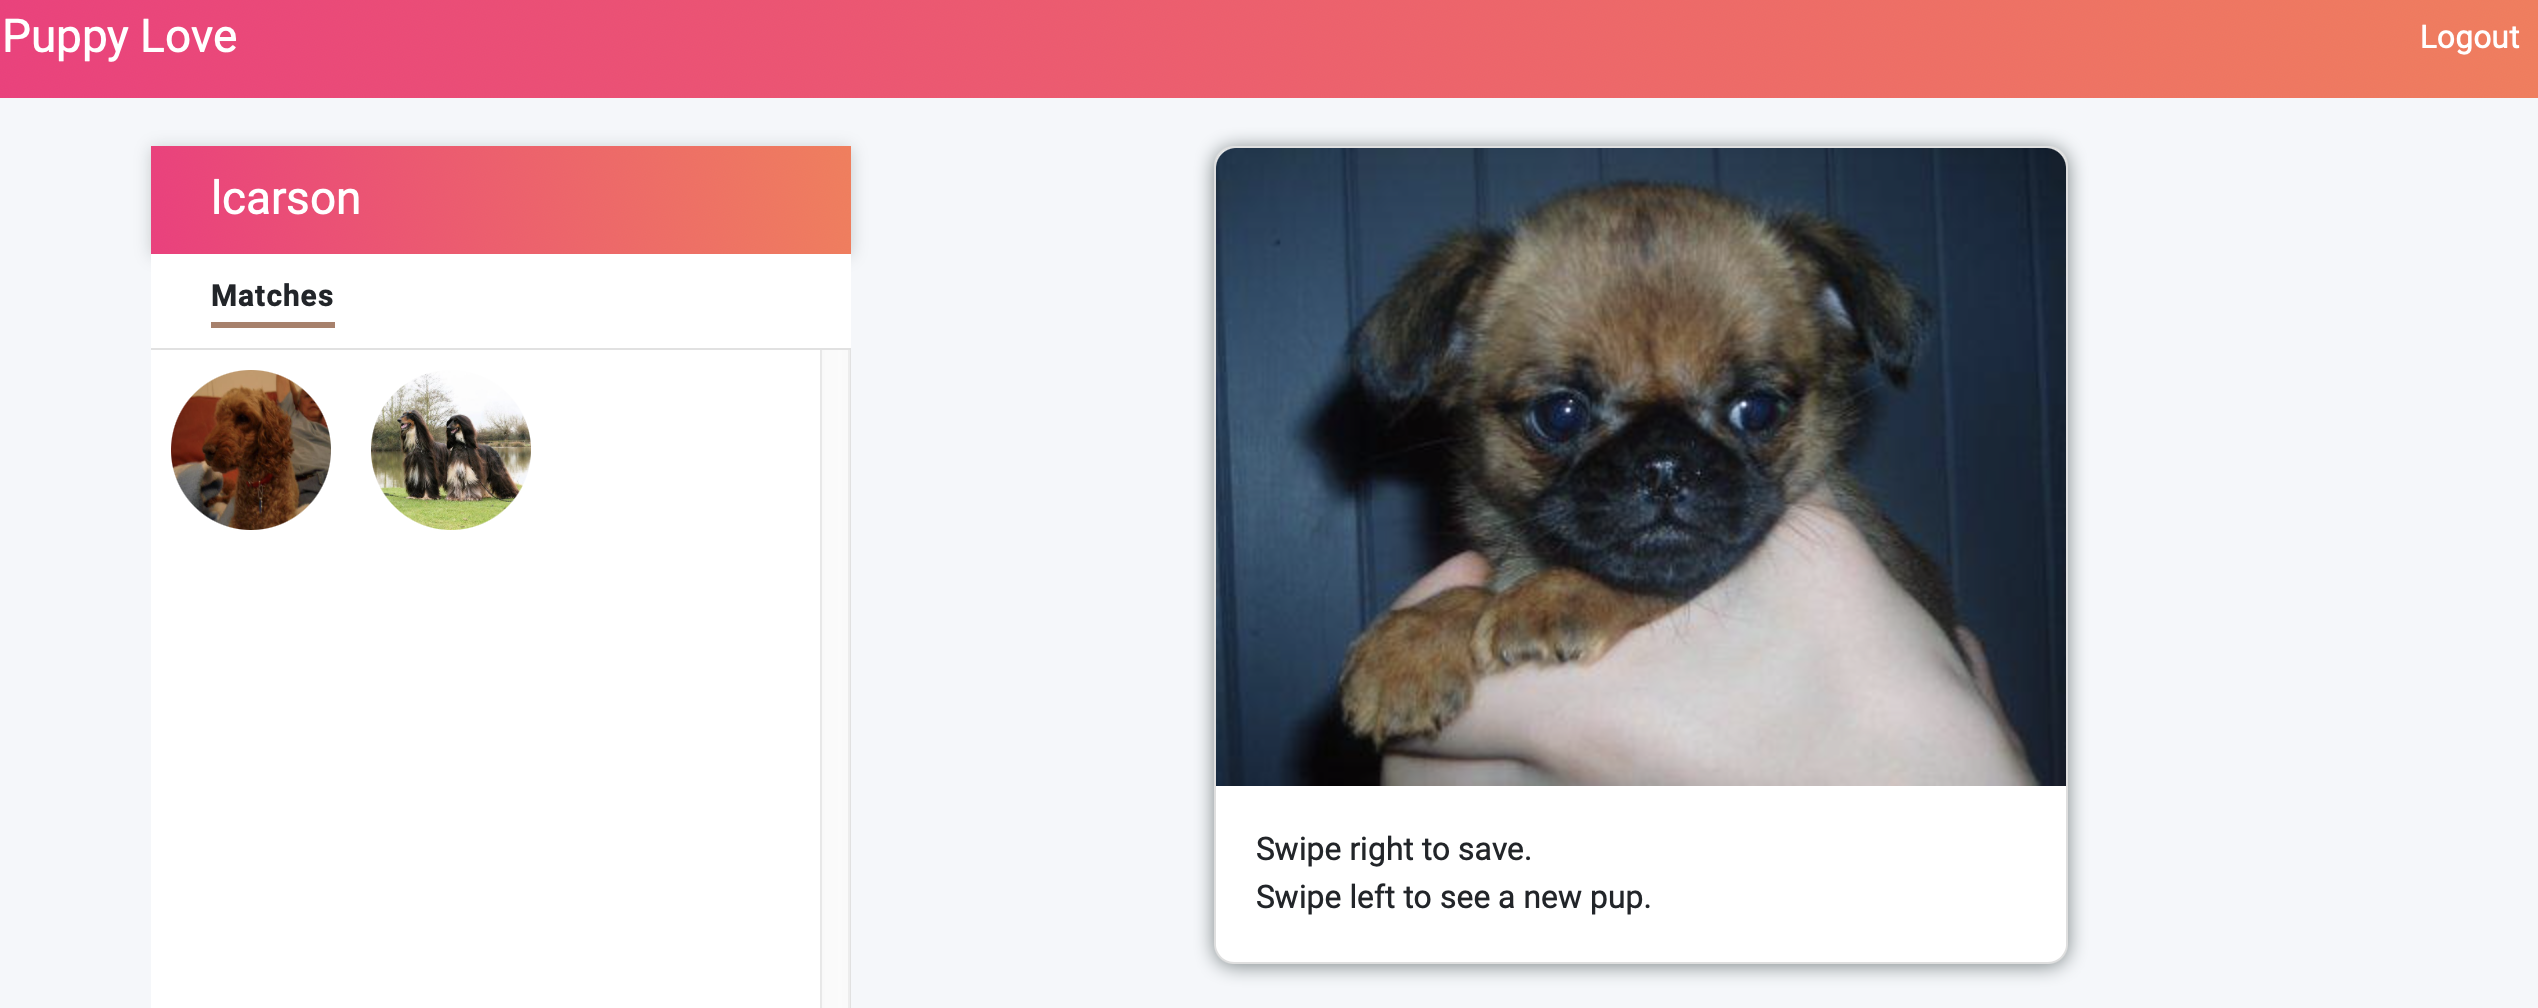 Puppy Love
Logout
lcarson
Matches
Swipe right to save.
Swipe left to see a new pup.